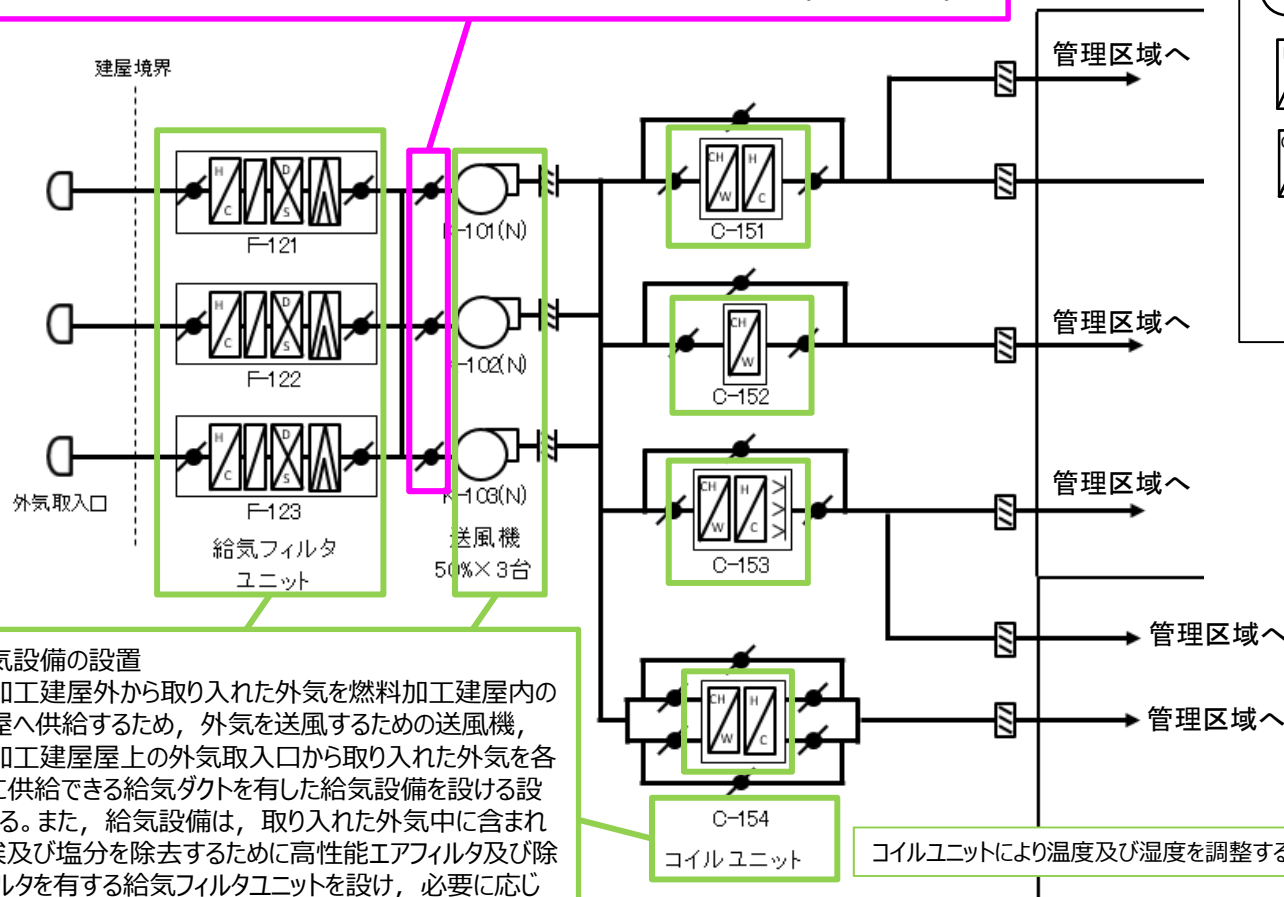 建屋境界
管理区域へ
H
C
D
S
F-121
-101(N)
CH
W
H
C
C-151
H
C
D
S
F-122
-102(N)
CH
W
C-152
管理区域へ
H
C
D
S
F-123
K-103(N)
CH
W
H
C
C-153
管理区域へ
外気取入口
給気フィルタ
ユニット
送風機
50%×3台
管理区域へ
CH
W
H
C
C-154
管理区域へ
コイルユニット
気設備の設置
加工建屋外から取り入れた外気を燃料加工建屋内の
屋へ供給するため，外気を送風するための送風機，
加工建屋屋上の外気取入口から取り入れた外気を各
に供給できる給気ダクトを有した給気設備を設ける設
る。また，給気設備は，取り入れた外気中に含まれ
及び塩分を除去するために高性能エアフィルタ及び除
ルタを有する給気フィルタユニットを設け，必要に応じ
コイルユニットにより温度及び湿度を調整する